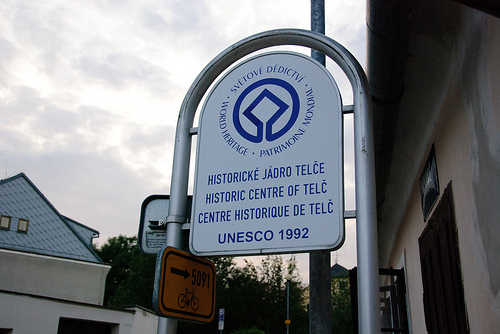 SVĚTOVÉ DĚDICTVÍ · WORLD HERITAGE · PATRIMOINE MONDIAL ·
HISTORICKÉ JÁDRO TELČE
HISTORIC CENTRE OF TELČ
CENTRE HISTORIQUE DE TELČ
UNESCO 1992
5091